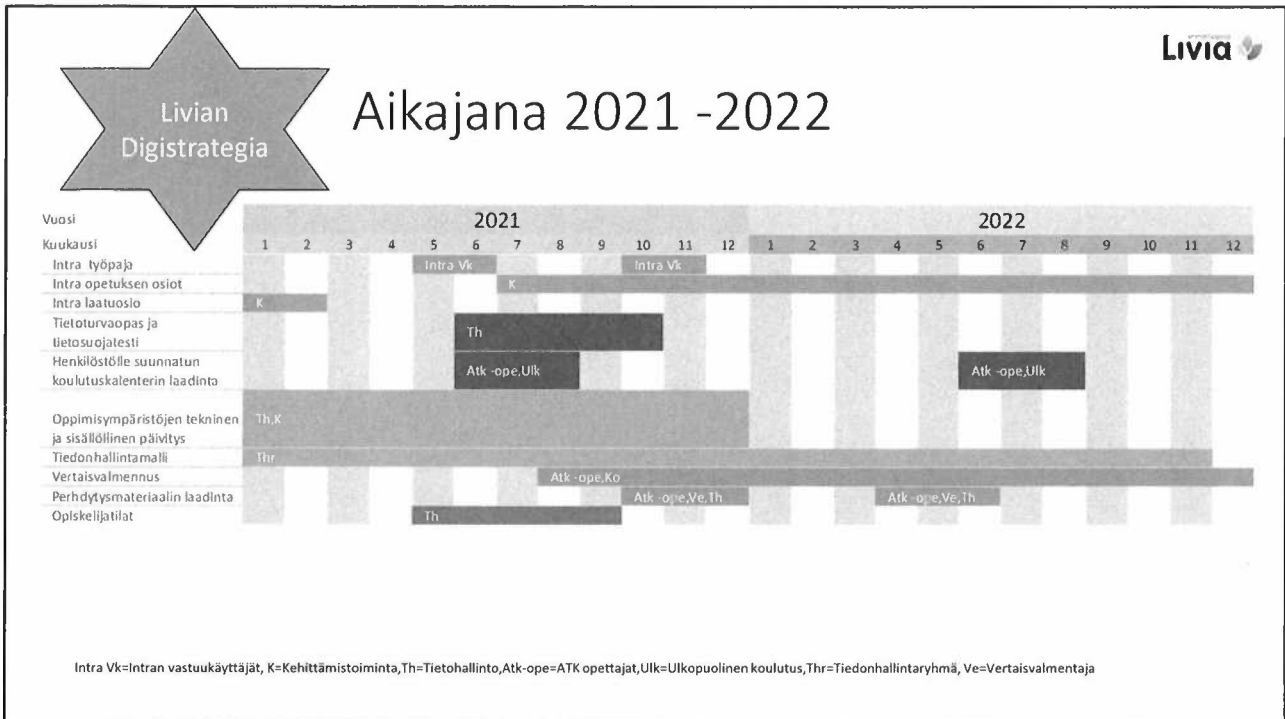 Livia
Livian
Digistrategia
Aikajana 2021 -2022
Vuosi 2021 2022
Kuukausi 1 2 3 4 5 6 7 8 9 10 11 12 1 2 3 4 5 6 7 8 9 10 11 12
Intra työpaja Intra Vk Intra Vk
Intra opetuksen osiot K
Intra laatuosio K
Tietoturvaopas ja
tietosuojatesti
Th
Henkilöstölle suunnatun
koulutuskalenterin laadinta
Atk -ope,Ulk Atk -ope,Ulk
Oppimisympäristöjen tekninen
ja sisällöllinen päivitys
Th,K
Tiedonhallintamalli Thr
Vertaisvalmennus Atk -ope,Ko
Perhdytysmateriaalin laadinta Atk -ope,Ve,Th Atk -ope,Ve,Th
Opiskelijatilat Th
Intra Vk=Intran vastuukäyttäjät, K=Kehittämistoiminta,Th=Tietohallinto,Atk-ope=ATK opettajat,Ulk=Ulkopuolinen koulutus,Thr=Tiedonhallintaryhmä, Ve=Vertaisvalmentaja